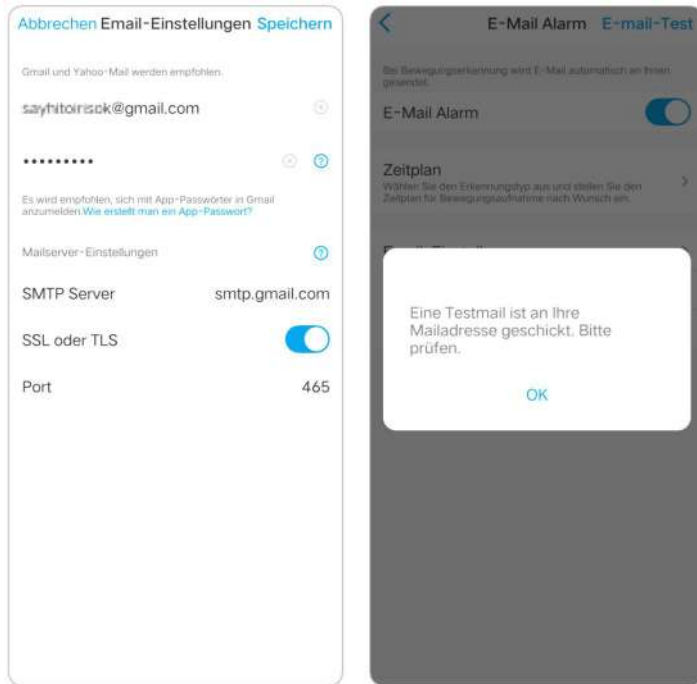 Abbrechen Email-Einstellungen Speichern
Gmail und Yahoo-Mail werden empfohlen.
sayhitoirisok@gmail.com
•••••••••
Es wird empfohlen, sich mit App-Passwörter in Gmail
anzumelden.Wie erstellt man ein App-Passwort?
Mailserver-Einstellungen
SMTP Server smtp.gmail.com
SSL oder TLS
Port 465
E-Mail Alarm E-mail-Test
Bei Bewegungserkennung wird E-Mail automatisch an Ihnen
gesendet.
E-Mail Alarm
Zeitplan
Wählen Sie den Erkennungstyp aus und stellen Sie den
Zeitplan für Bewegungsaufnahme nach Wunsch ein.
Eine Testmail ist an Ihre
Mailadresse geschickt. Bitte
prüfen.
OK